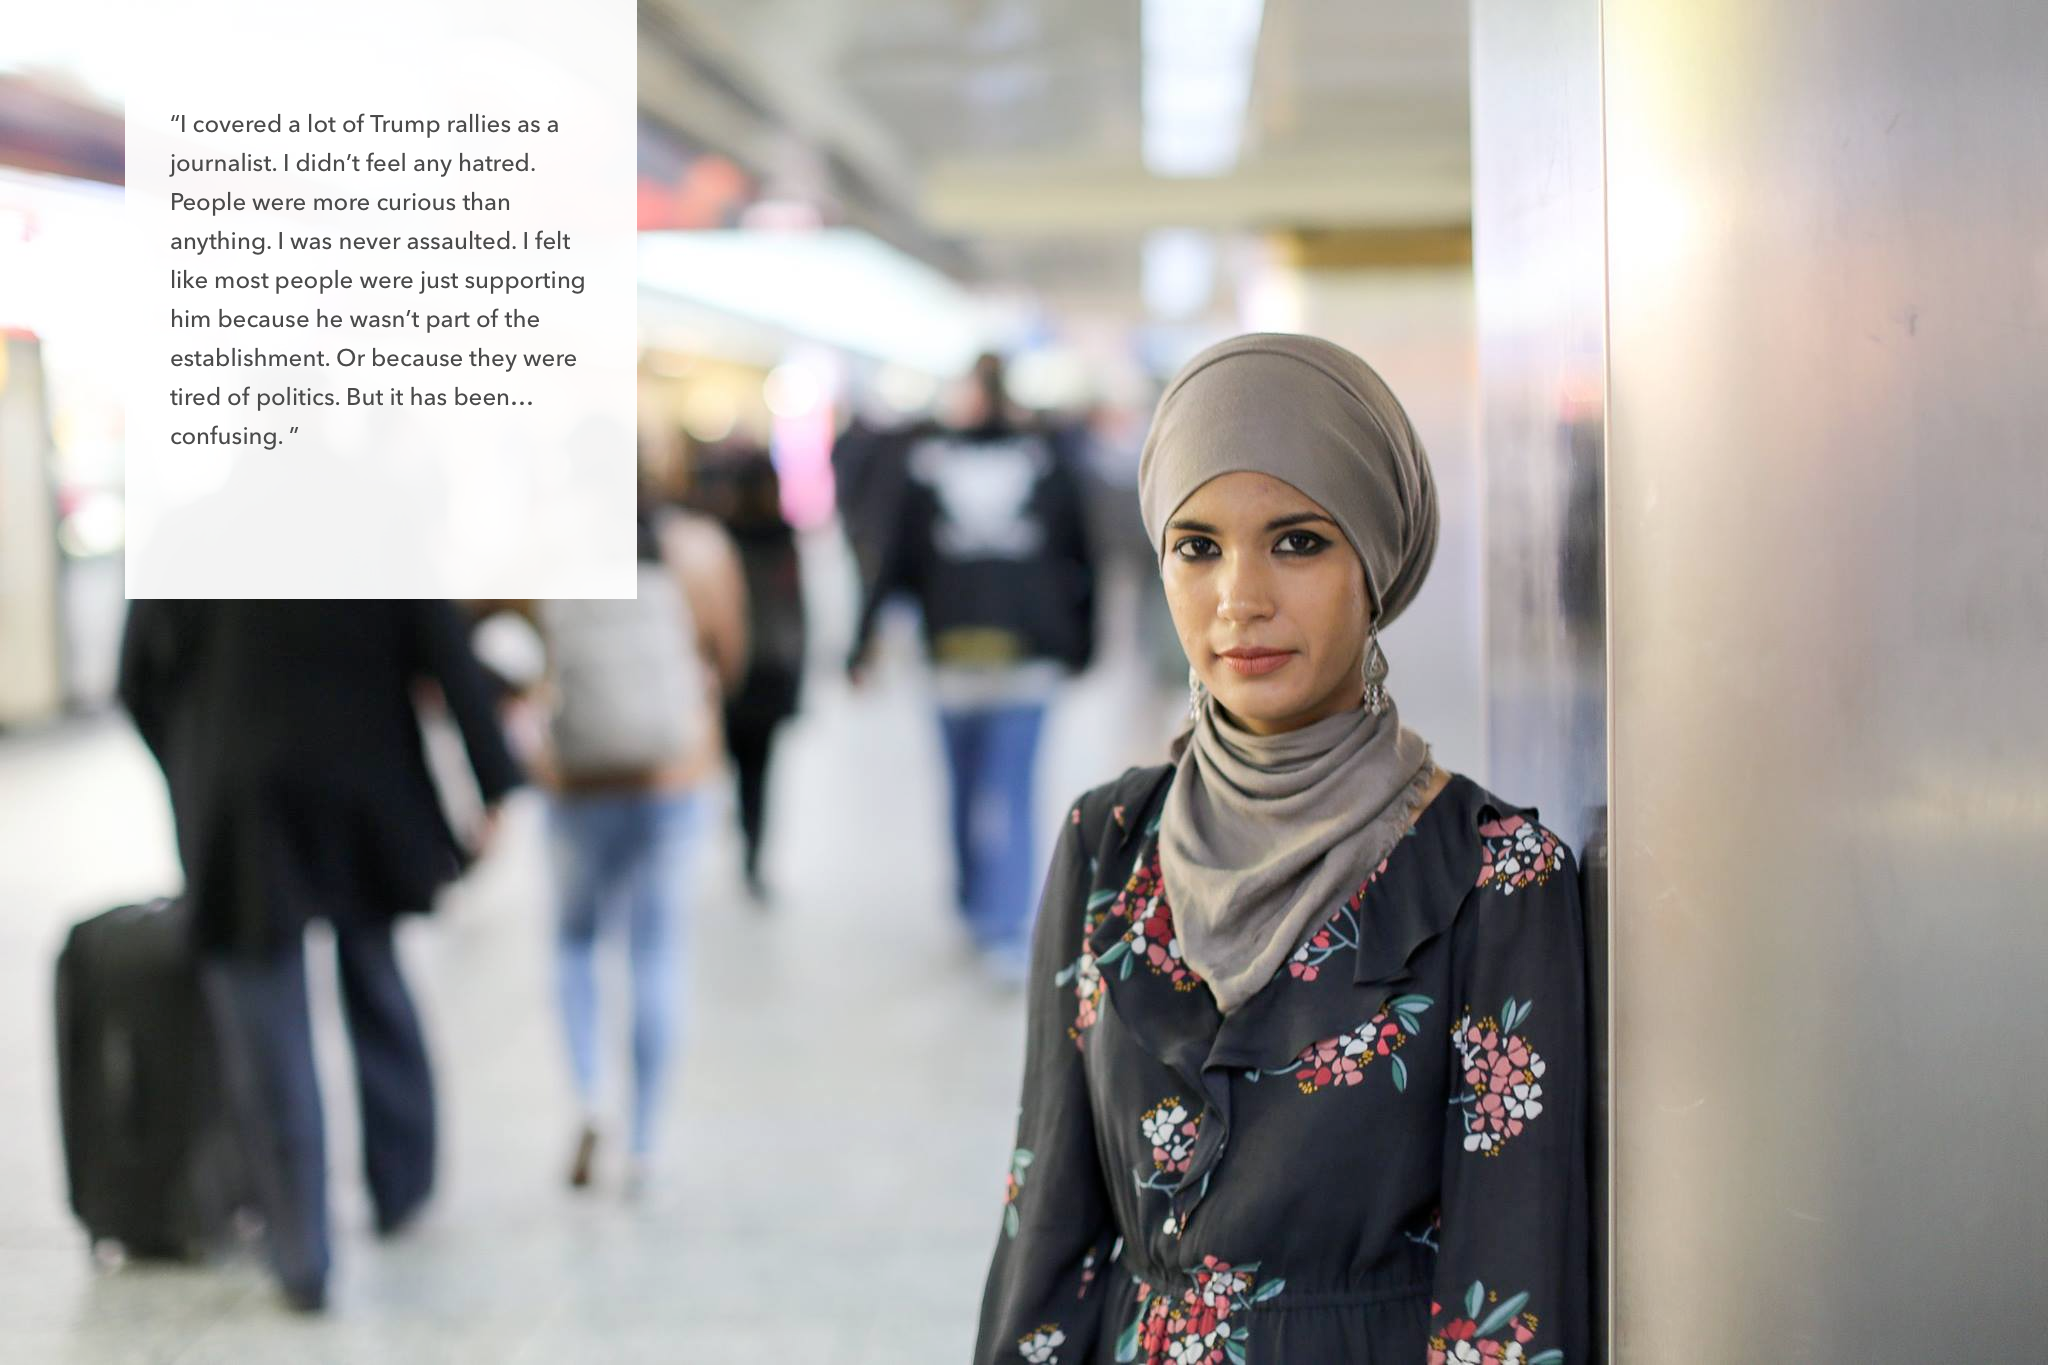 “I covered a lot of Trump rallies as a
journalist. I didn’t feel any hatred.
People were more curious than
anything. I was never assaulted. I felt
like most people were just supporting
him because he wasn’t part of the
establishment. Or because they were
tired of politics. But it has been…
confusing. ”